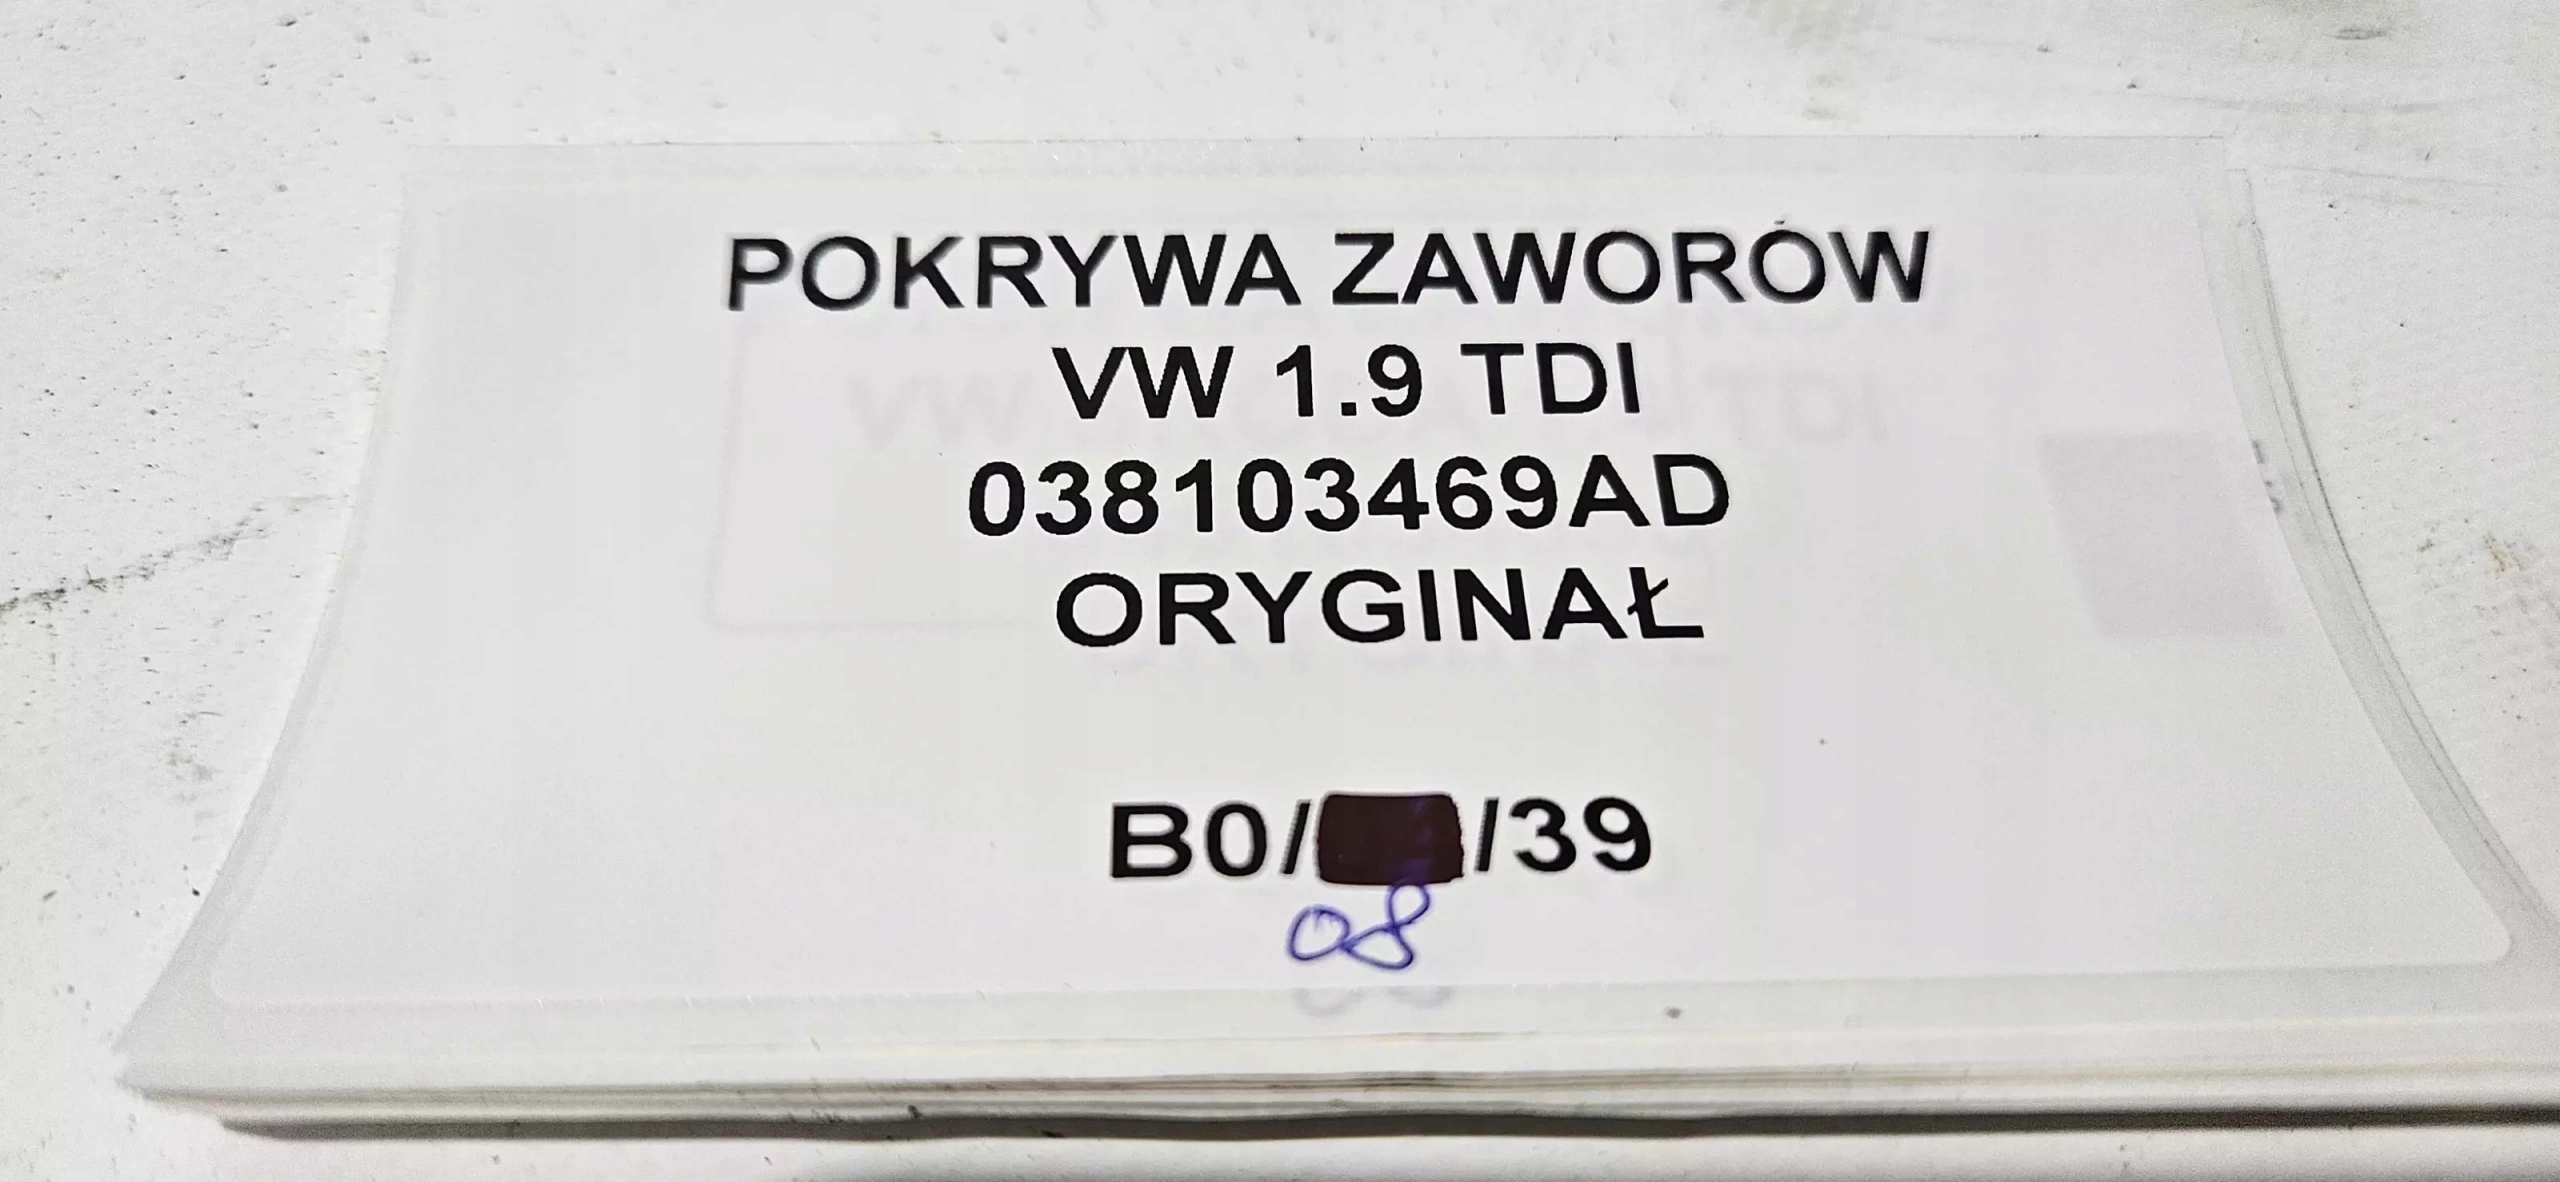 POKRYWA ZAWORÓW
VW 1.9 TDI
038103469AD
ORYGINAŁ
B0/ /39
08